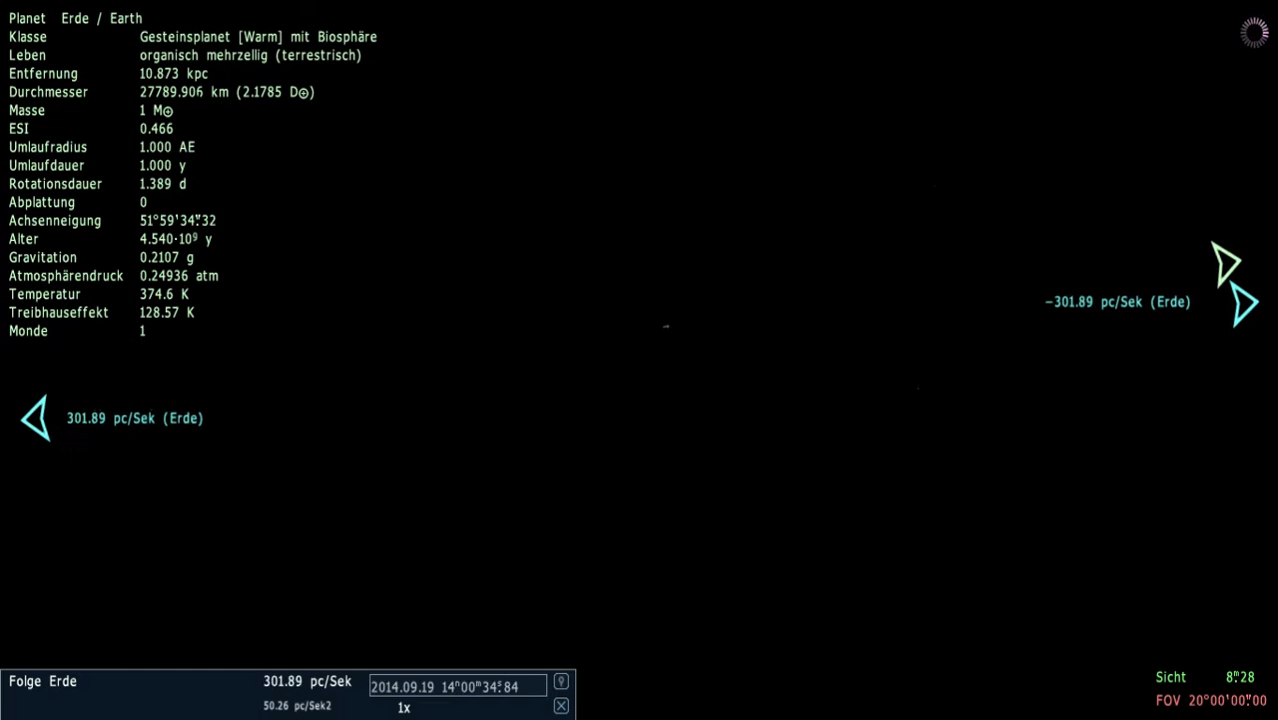 Planet Erde / Earth
Klasse Gesteinsplanet [Warm] mit Biosphäre
Leben organisch mehrzellig (terrestrisch)
Entfernung 10.873 kpc
Durchmesser 27789.906 km (2.1785 D⊕)
Masse 1 M⊕
ESI 0.466
Umlaufradius 1.000 AE
Umlaufdauer 1.000 y
Rotationsdauer 1.389 d
Abplattung 0
Achsenneigung 51°59'34"32
Alter 4.540·10⁹ y
Gravitation 0.2107 g
Atmosphärendruck 0.24936 atm
Temperatur 374.6 K
Treibhauseffekt 128.57 K
Monde 1
-301.89 pc/Sek (Erde)
301.89 pc/Sek (Erde)
Folge Erde 301.89 pc/Sek 2014.09.19 14ʰ00ᵐ34ˢ.84
50.26 pc/Sek2 1x
Sicht 8ᵐ.28
FOV 20°00'00"00